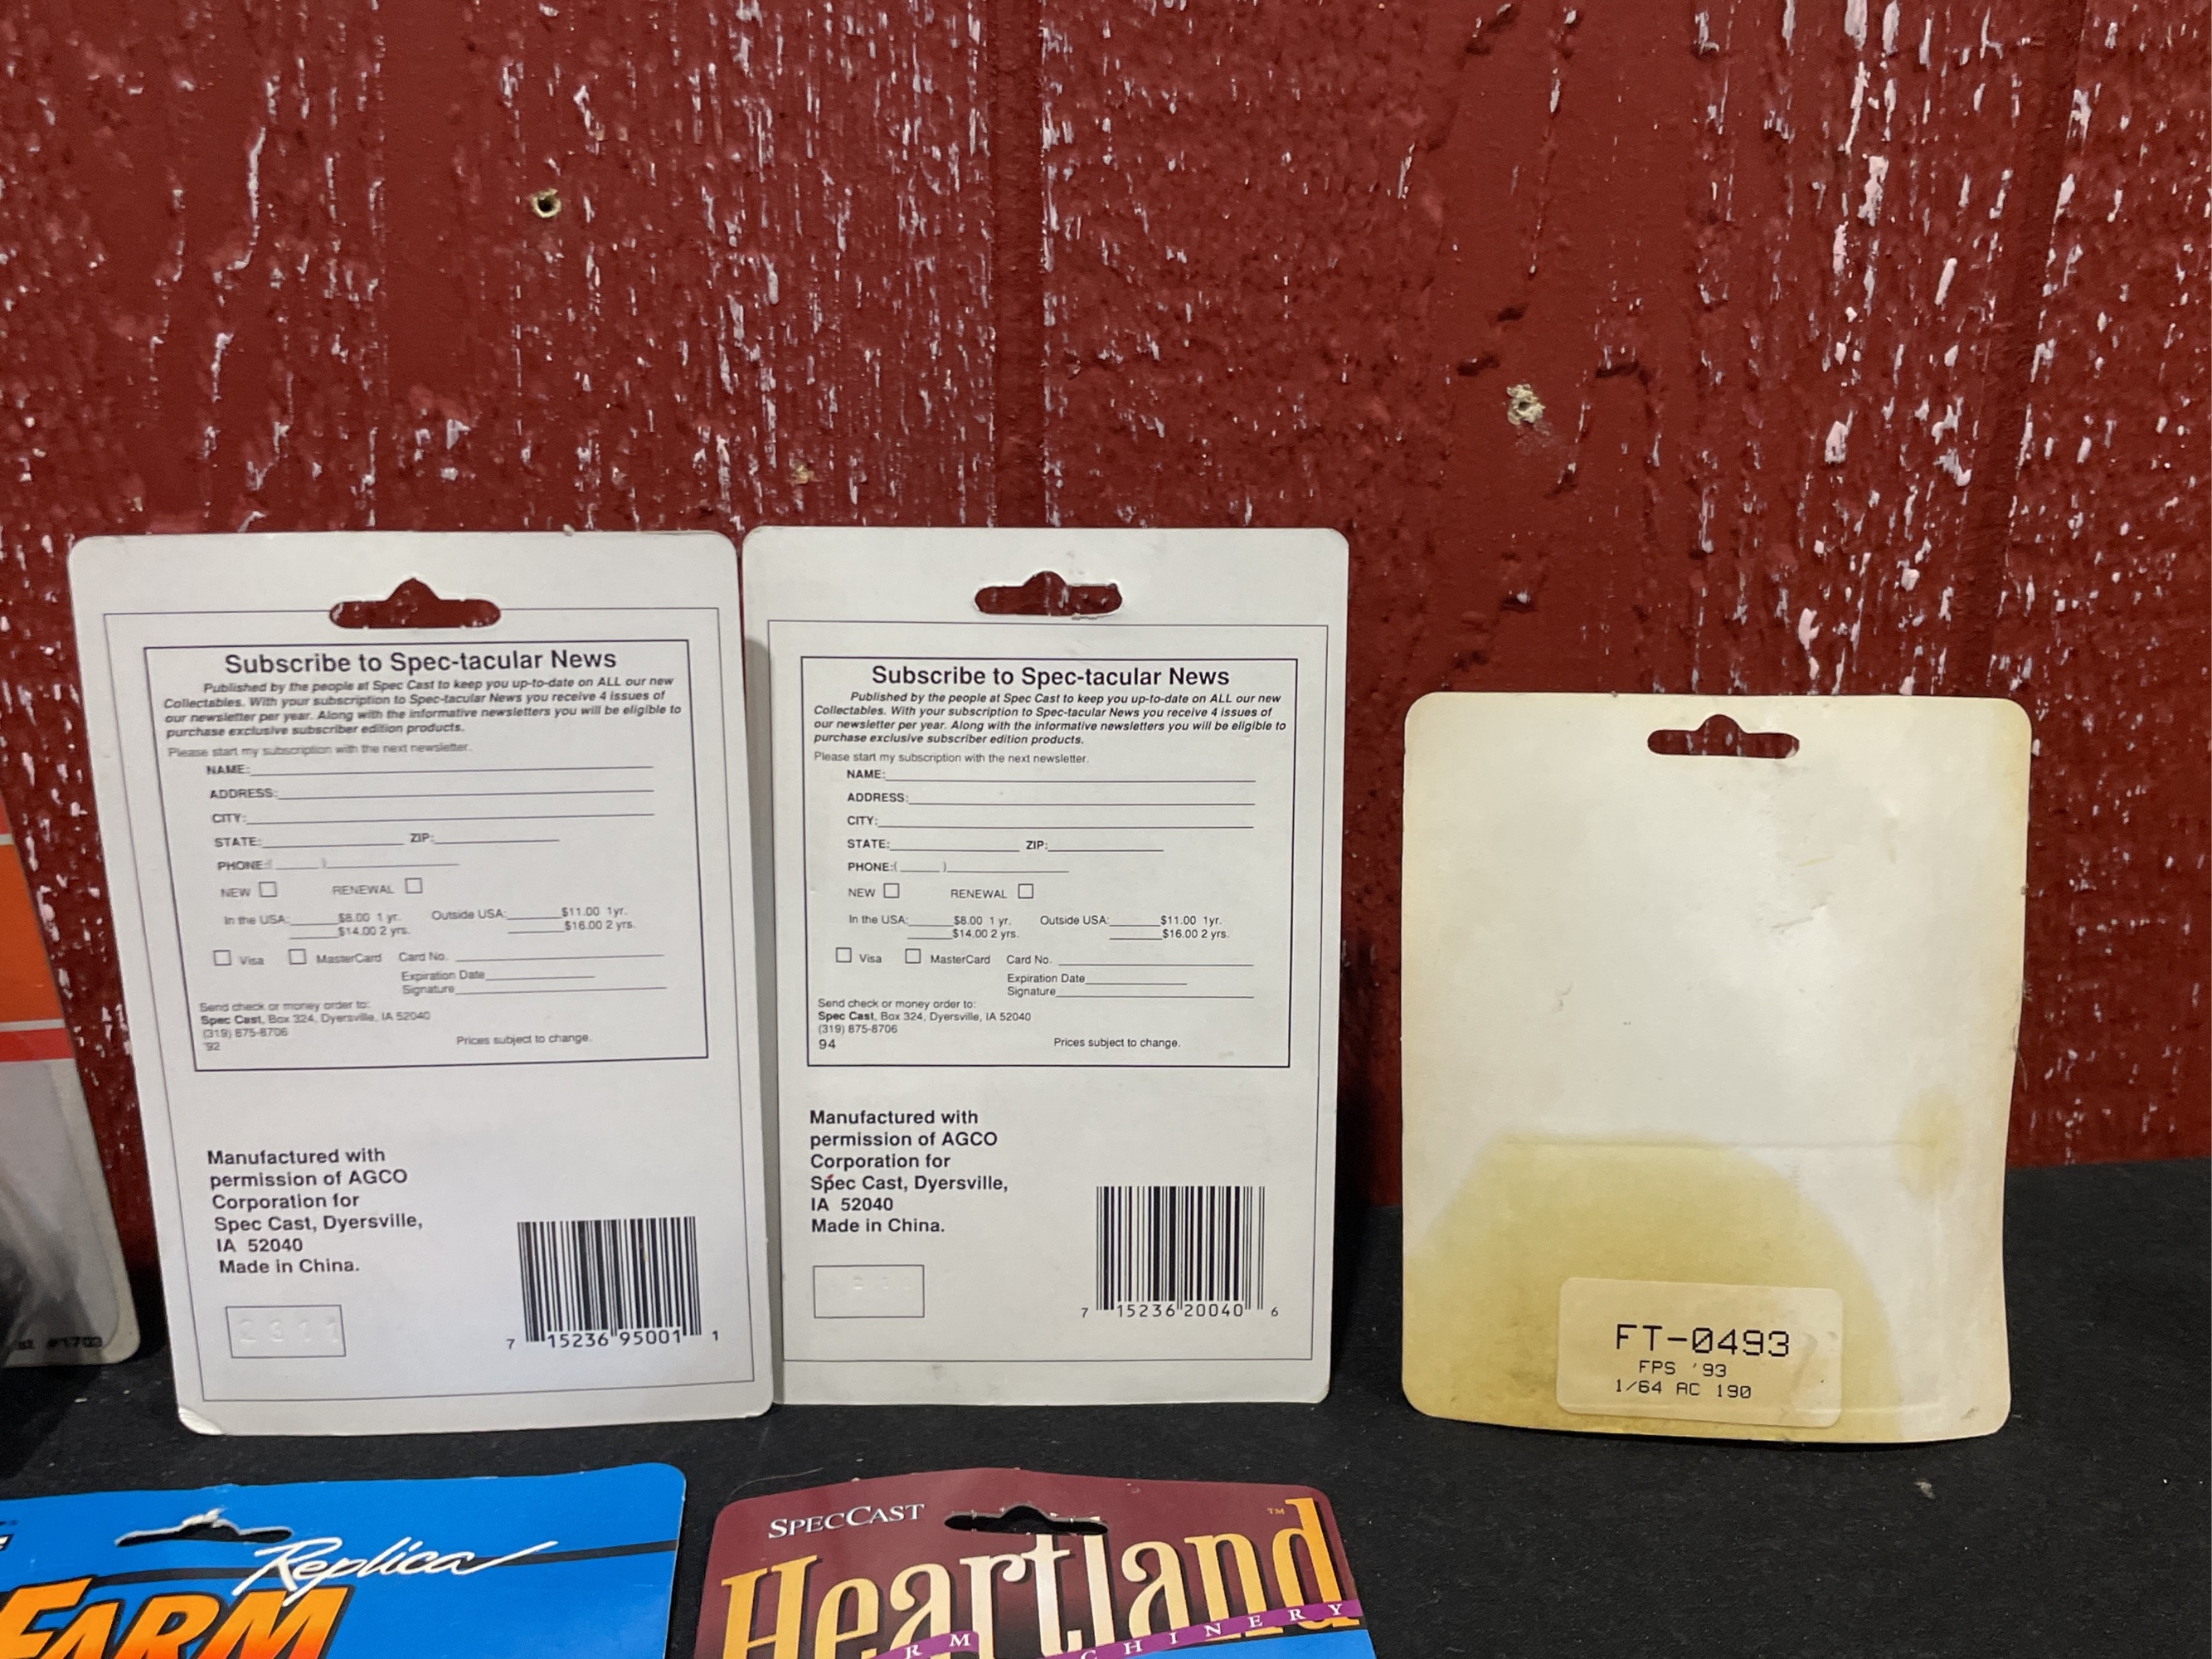 Subscribe to Spec-tacular News
Published by the people at Spec Cast to keep you up-to-date on ALL our new
Collectables. With your subscription to Spec-tacular News you receive 4 issues of
our newsletter per year. Along with the informative newsletters you will be eligible to
purchase exclusive subscriber edition products.
Please start my subscription with the next newsletter.
NAME:
ADDRESS:
CITY:
STATE: ZIP:
PHONE:( )
NEW RENEWAL
In the USA: $8.00 1 yr. Outside USA: $11.00 1yr.
$14.00 2 yrs. $16.00 2 yrs.
Visa MasterCard Card No.
Expiration Date
Signature
Send check or money order to:
Spec Cast, Box 324, Dyersville, IA 52040
(319) 875-8706
'92 Prices subject to change.
Manufactured with
permission of AGCO
Corporation for
Spec Cast, Dyersville,
IA 52040
Made in China.
2311
7 15236 95001 1
Subscribe to Spec-tacular News
Published by the people at Spec Cast to keep you up-to-date on ALL our new
Collectables. With your subscription to Spec-tacular News you receive 4 issues of
our newsletter per year. Along with the informative newsletters you will be eligible to
purchase exclusive subscriber edition products.
Please start my subscription with the next newsletter.
NAME:
ADDRESS:
CITY:
STATE: ZIP:
PHONE:( )
NEW RENEWAL
In the USA: $8.00 1 yr. Outside USA: $11.00 1yr.
$14.00 2 yrs. $16.00 2 yrs.
Visa MasterCard Card No.
Expiration Date
Signature
Send check or money order to:
Spec Cast, Box 324, Dyersville, IA 52040
(319) 875-8706
94 Prices subject to change.
Manufactured with
permission of AGCO
Corporation for
Spec Cast, Dyersville,
IA 52040
Made in China.
7 15236 20040 6
FT-0493
FPS '93
1/64 AC 190
#1703
Replica
FARM
SPECCAST
Heartland™